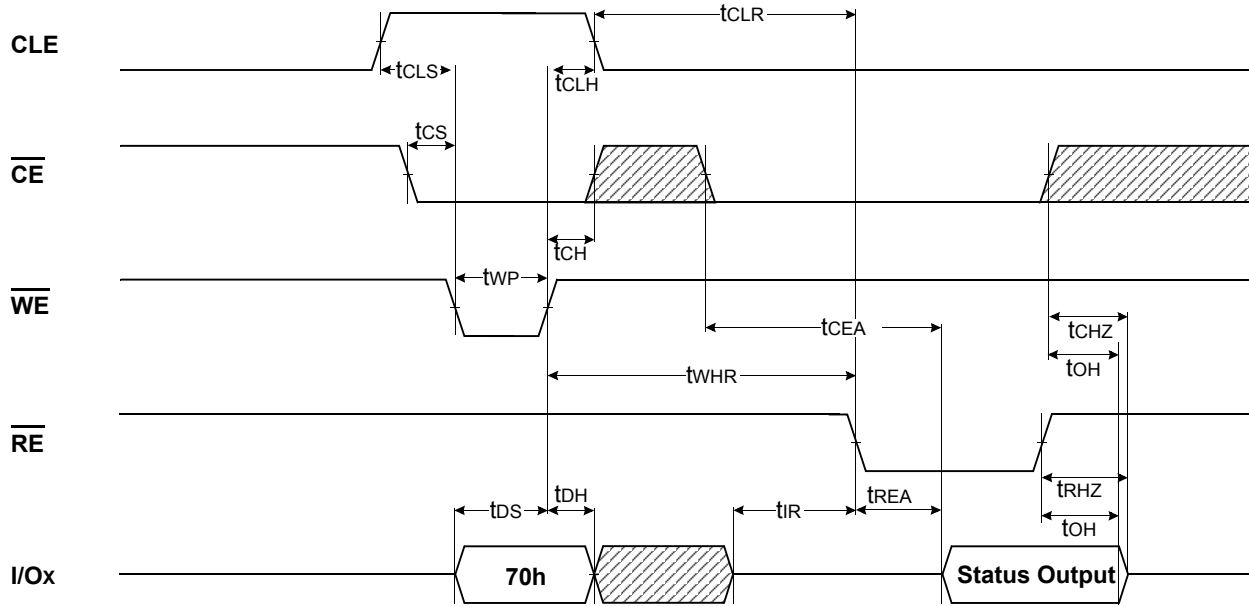 tCLR
CLE
tCLS
tCLH
tCS
CE
tCH
tWP
WE
tCEA
tCHZ
tOH
tWHR
RE
tRHZ
tDH
tDS
tIR
tREA
tOH
I/Ox
70h
Status Output